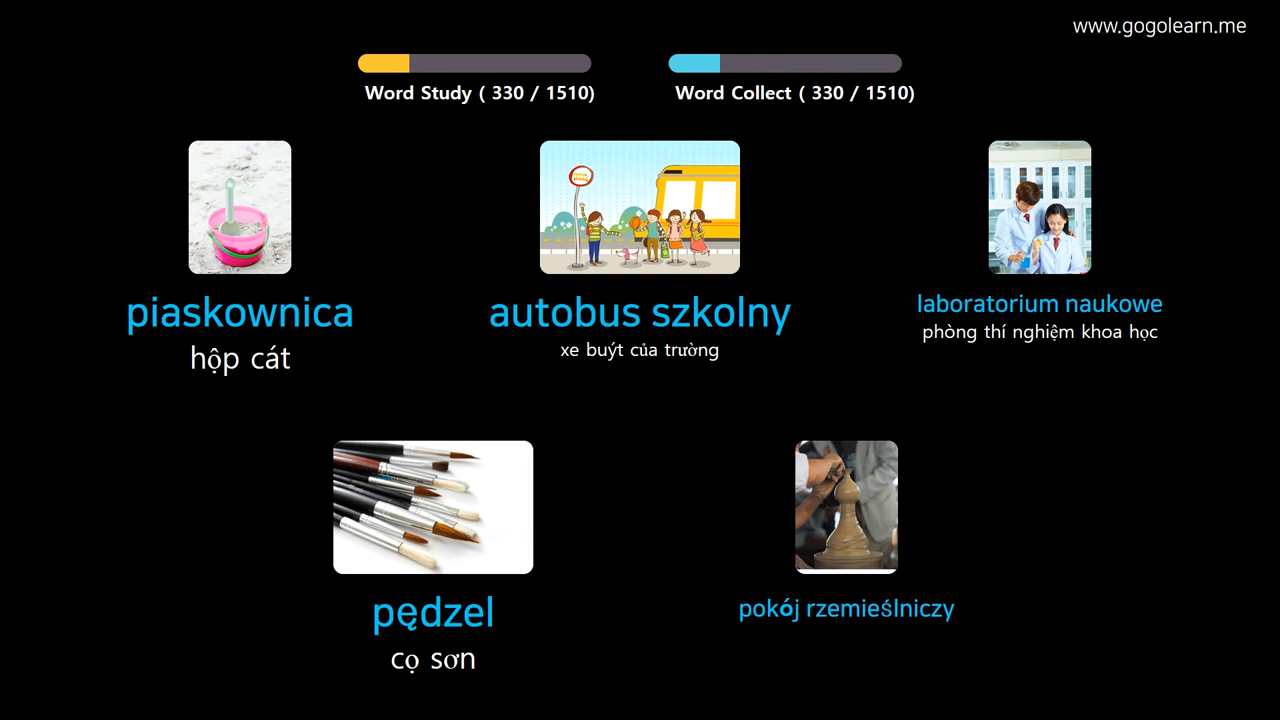 www.gogolearn.me
Word Study ( 330 / 1510)
Word Collect ( 330 / 1510)
piaskownica
hộp cát
autobus szkolny
xe buýt của trường
laboratorium naukowe
phòng thí nghiệm khoa học
pędzel
cọ sơn
pokój rzemieślniczy